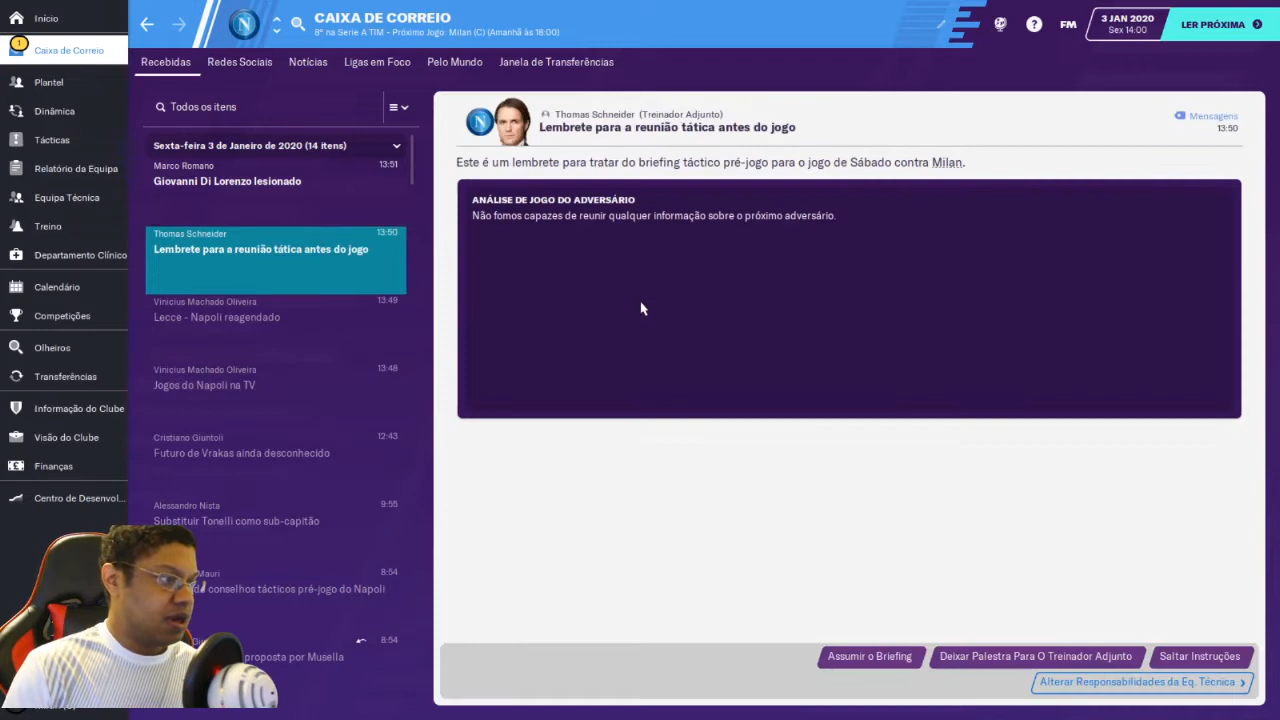 Início
CAIXA DE CORREIO
8º na Serie A TIM - Próximo Jogo: Milan (C) (Amanhã às 18:00)
FM
3 JAN 2020
Sex 14:00
LER PRÓXIMA
1
Caixa de Correio
Plantel
Dinâmica
Tácticas
Relatório da Equipa
Equipa Técnica
Treino
Departamento Clínico
Calendário
Competições
Olheiros
Transferências
Informação do Clube
Visão do Clube
Finanças
Centro de Desenvol...
Recebidas
Redes Sociais
Notícias
Ligas em Foco
Pelo Mundo
Janela de Transferências
Todos os itens
Sexta-feira 3 de Janeiro de 2020 (14 itens)
Marco Romano
13:51
Giovanni Di Lorenzo lesionado
Thomas Schneider
13:50
Lembrete para a reunião tática antes do jogo
Vinicius Machado Oliveira
13:49
Lecce - Napoli reagendado
Vinicius Machado Oliveira
13:48
Jogos do Napoli na TV
Cristiano Giuntoli
12:43
Futuro de Vrakas ainda desconhecido
Alessandro Nista
9:55
Substituir Tonelli como sub-capitão
Mauri
8:54
de conselhos tácticos pré-jogo do Napoli
8:54
proposta por Musella
Thomas Schneider (Treinador Adjunto)
Lembrete para a reunião tática antes do jogo
Mensagens
13:50
Este é um lembrete para tratar do briefing táctico pré-jogo para o jogo de Sábado contra Milan.
ANÁLISE DE JOGO DO ADVERSÁRIO
Não fomos capazes de reunir qualquer informação sobre o próximo adversário.
Assumir o Briefing
Deixar Palestra Para O Treinador Adjunto
Saltar Instruções
Alterar Responsabilidades da Eq. Técnica